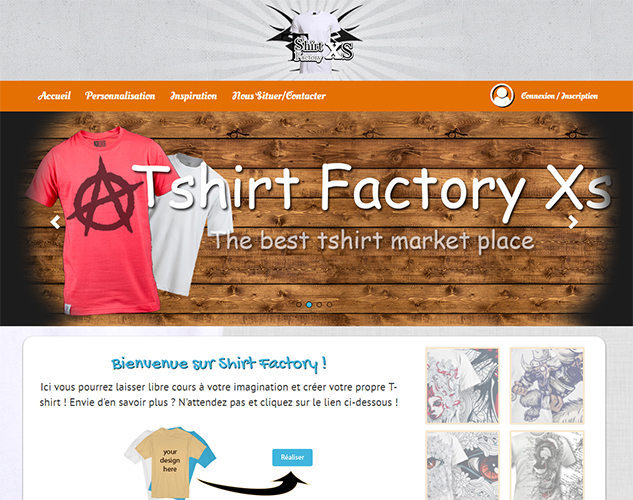 Tshirt
Factory XS
Accueil Personnalisation Inspiration Nous Situer/Contacter Connexion / Inscription
Tshirt Factory Xs
The best tshirt market place
Bienvenue sur Shirt Factory !
Ici vous pourrez laisser libre cours à votre imagination et créer votre propre T-
shirt ! Envie d'en savoir plus ? N'attendez pas et cliquez sur le lien ci-dessous !
your
design
here
Réaliser